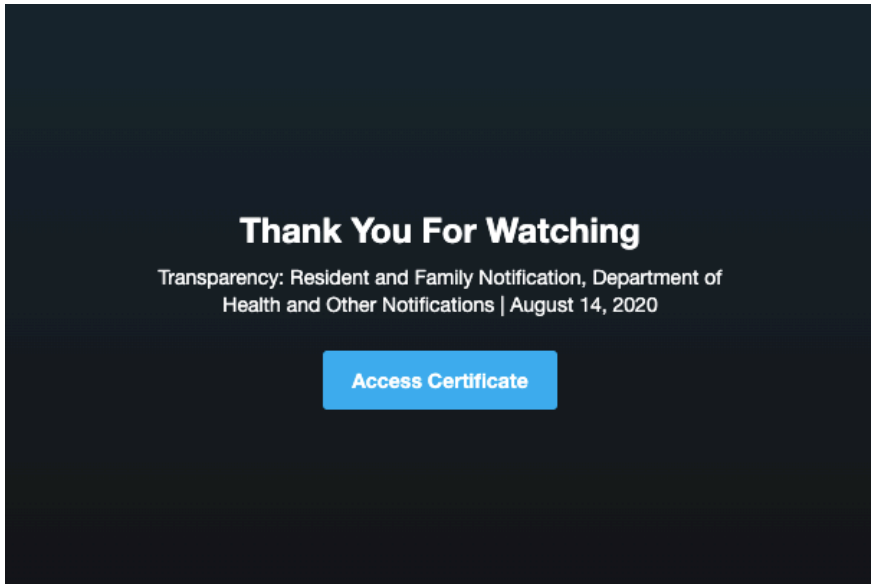 Thank You For Watching
Transparency: Resident and Family Notification, Department of
Health and Other Notifications | August 14, 2020
Access Certificate